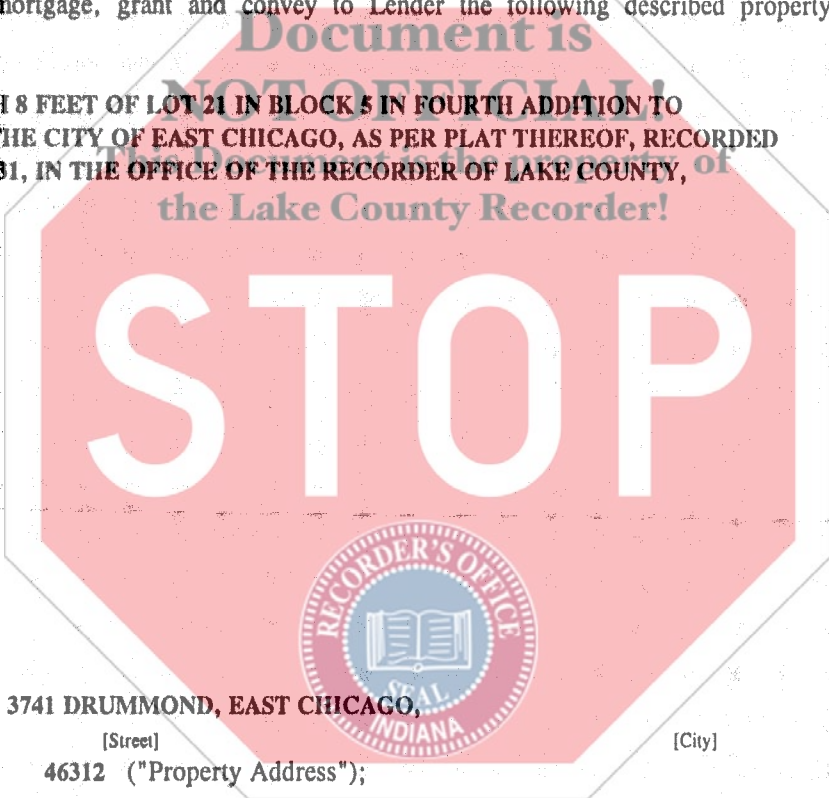 mortgage, grant and convey to Lender the following described property
Document is
NOT OFFICIAL!
8 FEET OF LOT 21 IN BLOCK 5 IN FOURTH ADDITION TO
THE CITY OF EAST CHICAGO, AS PER PLAT THEREOF, RECORDED
This Document is the property of
31, IN THE OFFICE OF THE RECORDER OF LAKE COUNTY,
the Lake County Recorder!
STOP
RECORDER'S OFFICE
SEAL
INDIANA
3741 DRUMMOND, EAST CHICAGO,
[Street] [City]
46312 ("Property Address");